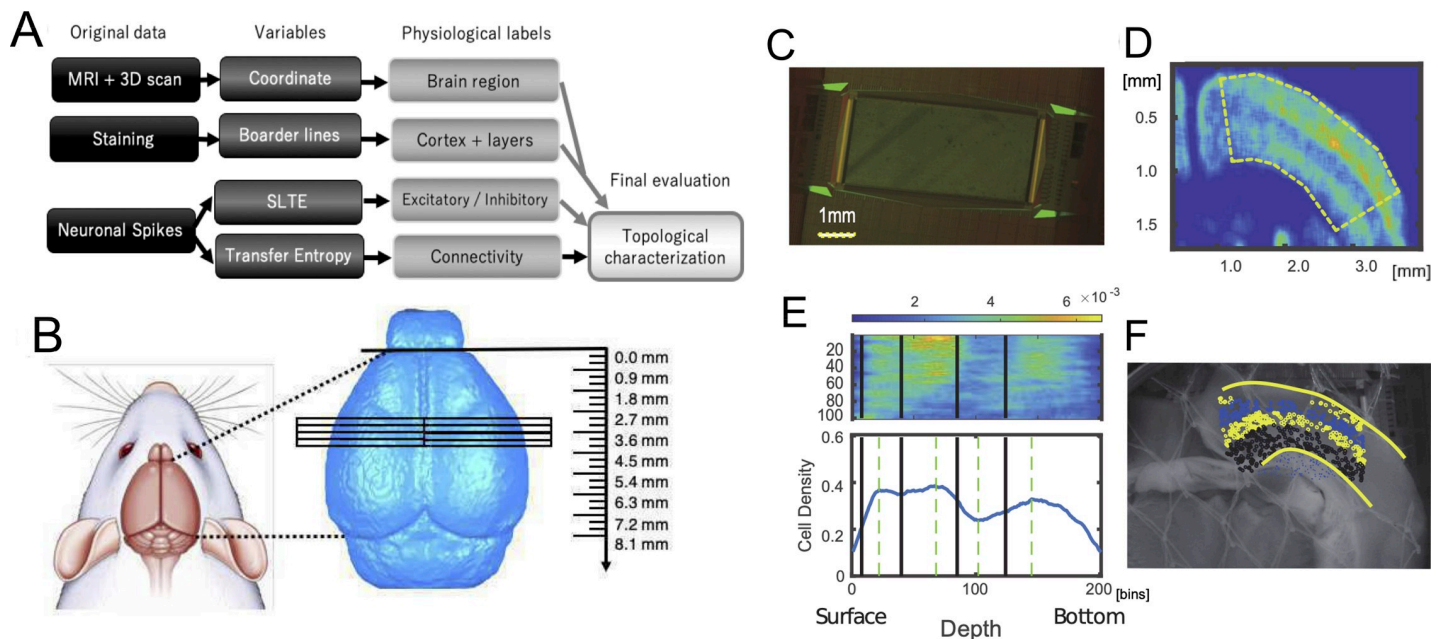 A
Original data
Variables
Physiological labels
MRI + 3D scan
Coordinate
Brain region
Staining
Boarder lines
Cortex + layers
Final evaluation
Neuronal Spikes
SLTE
Excitatory / Inhibitory
Transfer Entropy
Connectivity
Topological
characterization
B
0.0 mm
0.9 mm
1.8 mm
2.7 mm
3.6 mm
4.5 mm
5.4 mm
6.3 mm
7.2 mm
8.1 mm
C
1mm
D
[mm]
0.5
1.0
1.5
1.0
2.0
3.0
[mm]
E
2
4
6
×10⁻³
20
40
60
80
100
0.6
0.4
0.2
0
Cell Density
0
100
200
[bins]
Surface
Depth
Bottom
F